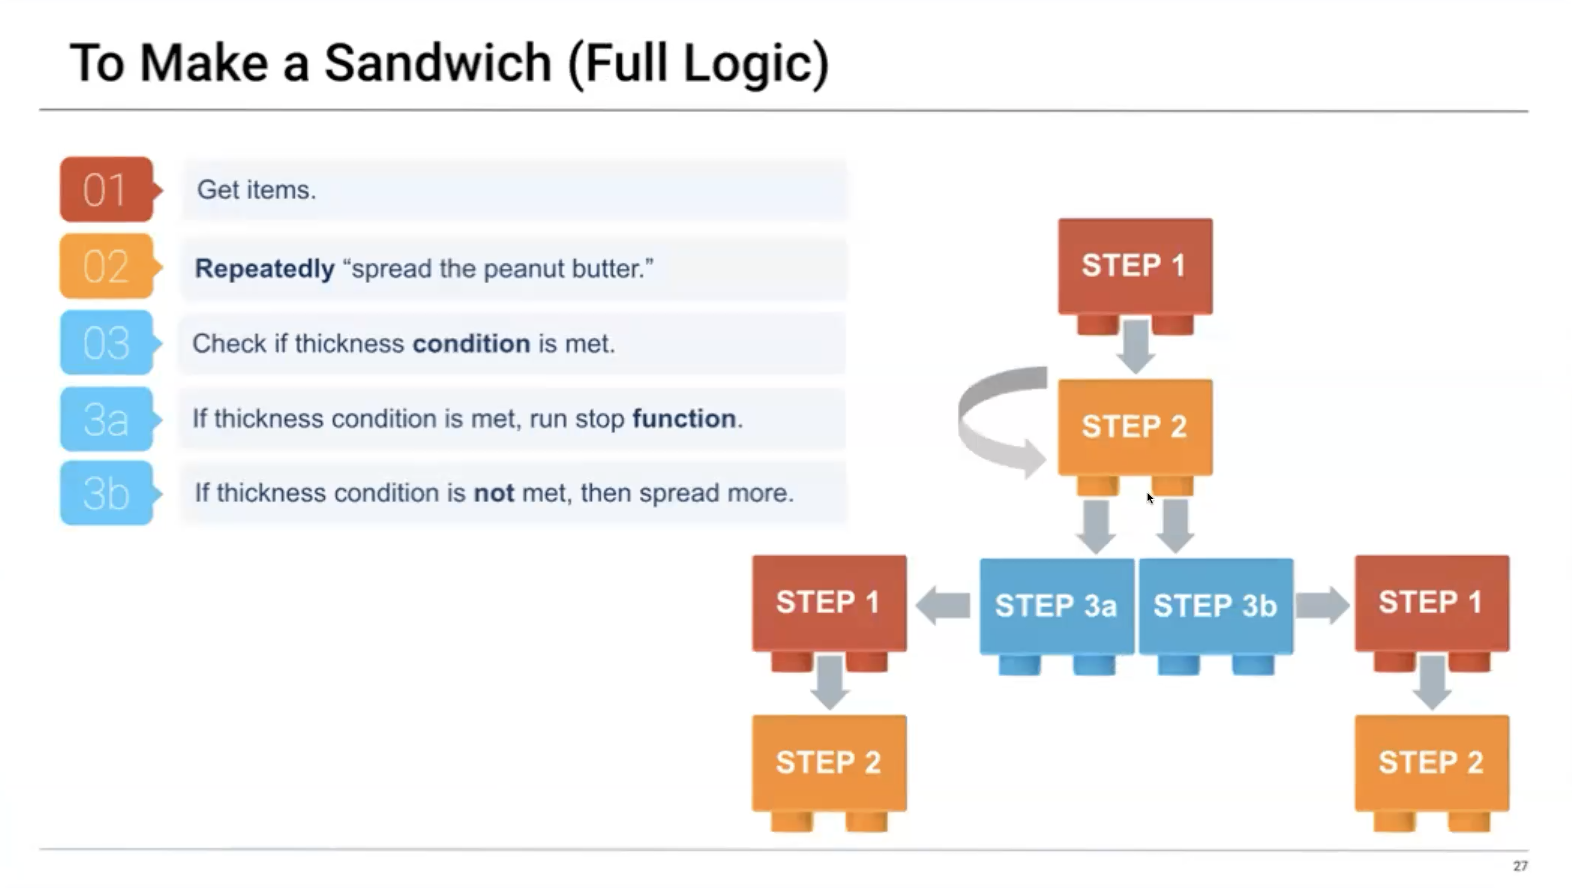 To Make a Sandwich (Full Logic)
01
Get items.
02
Repeatedly “spread the peanut butter.”
03
Check if thickness condition is met.
3a
If thickness condition is met, run stop function.
3b
If thickness condition is not met, then spread more.
STEP 1
STEP 2
STEP 1
STEP 3a
STEP 3b
STEP 1
STEP 2
STEP 2
27